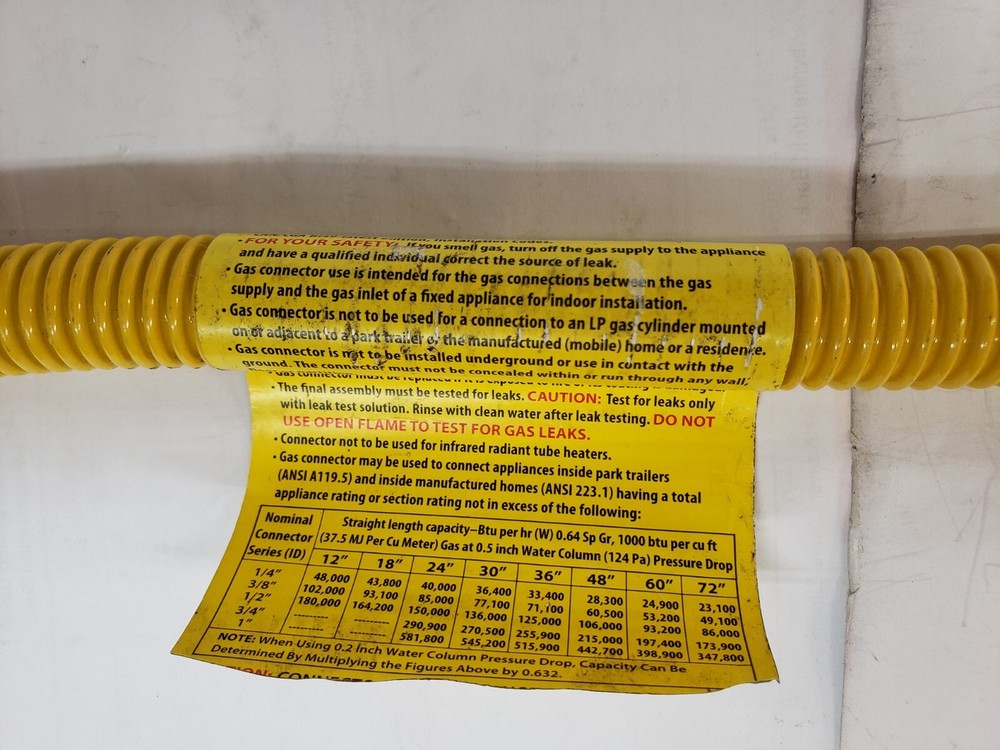 • FOR YOUR SAFETY: If you smell gas, turn off the gas supply to the appliance
and have a qualified individual correct the source of leak.
• Gas connector use is intended for the gas connections between the gas
supply and the gas inlet of a fixed appliance for indoor installation.
• Gas connector is not to be used for a connection to an LP gas cylinder mounted
on or adjacent to a park trailer or the manufactured (mobile) home or a residence.
• Gas connector is not to be installed underground or use in contact with the
ground. The connector must not be concealed within or run through any wall,
• Gas connector must be replaced if it is exposed to
• The final assembly must be tested for leaks. CAUTION: Test for leaks only
with leak test solution. Rinse with clean water after leak testing. DO NOT
USE OPEN FLAME TO TEST FOR GAS LEAKS.
• Connector not to be used for infrared radiant tube heaters.
• Gas connector may be used to connect appliances inside park trailers
(ANSI A119.5) and inside manufactured homes (ANSI 223.1) having a total
appliance rating or section rating not in excess of the following:
Nominal Connector Series (ID)
Straight length capacity–Btu per hr (W) 0.64 Sp Gr, 1000 btu per cu ft
(37.5 MJ Per Cu Meter) Gas at 0.5 inch Water Column (124 Pa) Pressure Drop
12" 18" 24" 30" 36" 48" 60" 72"
1/4" 48,000 43,800 40,000 36,400 33,400 28,300 24,900 23,100
3/8" 102,000 93,100 85,000 77,100 71,100 60,500 53,200 49,100
1/2" 180,000 164,200 150,000 136,000 125,000 106,000 93,200 86,000
3/4" -------- -------- 290,900 270,500 255,900 215,000 197,400 173,900
1" -------- -------- 581,800 545,200 515,900 442,700 398,900 347,800
NOTE: When Using 0.2 Inch Water Column Pressure Drop, Capacity Can Be
Determined By Multiplying the Figures Above by 0.632.